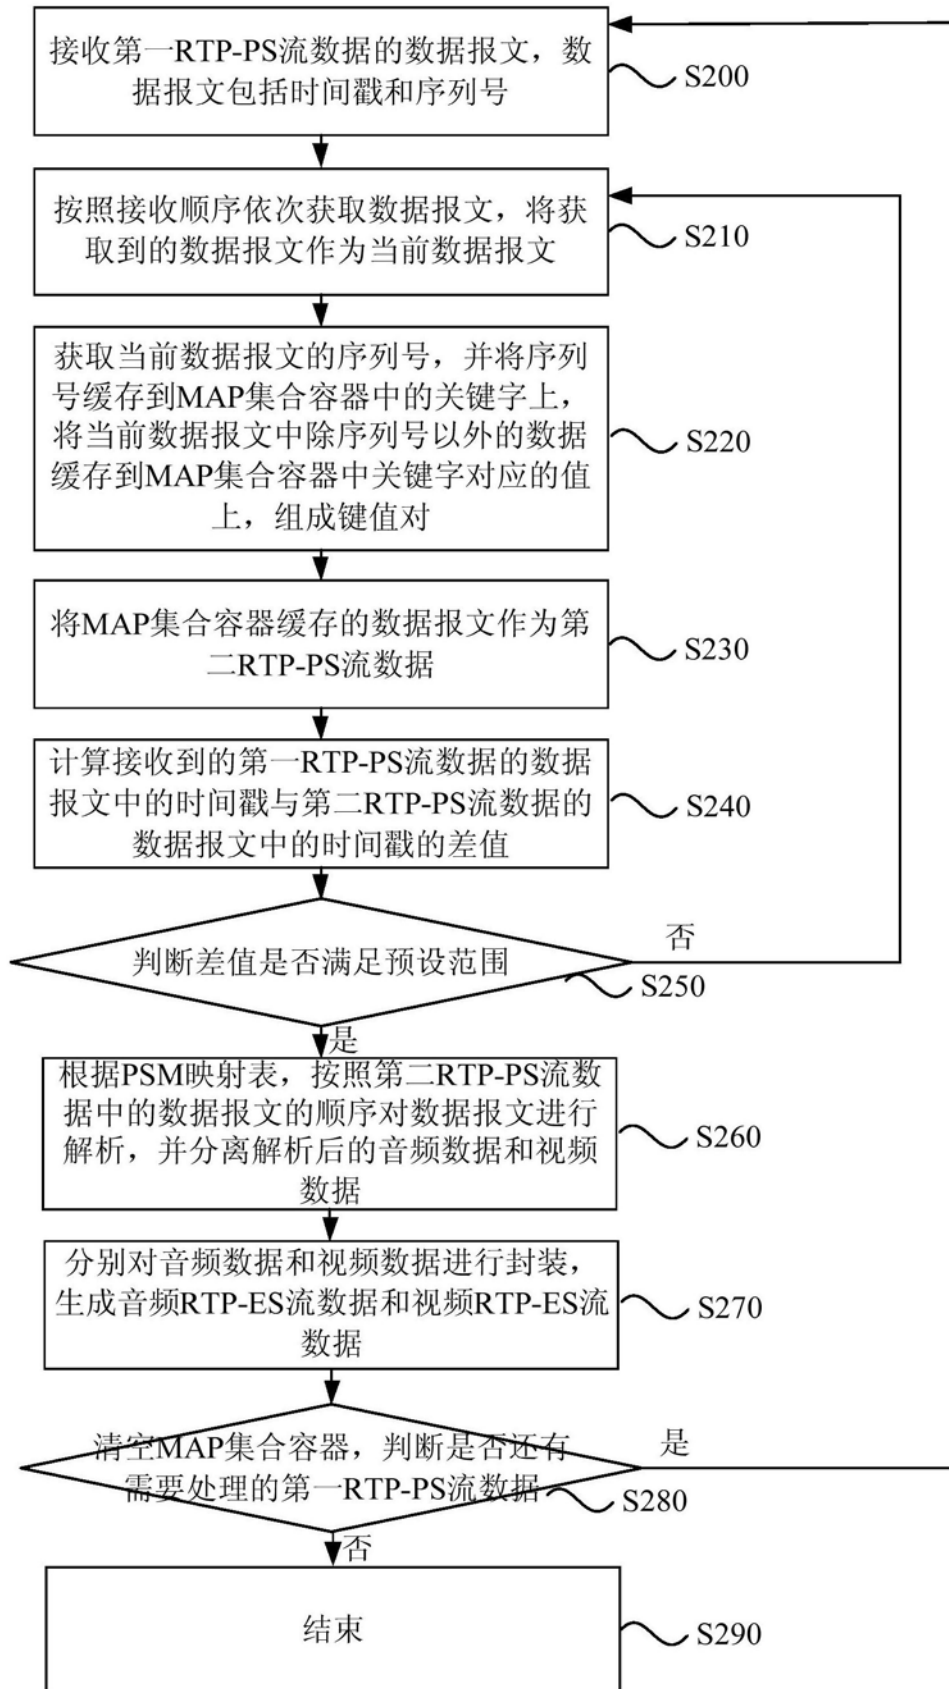 接收第一RTP-PS流数据的数据报文，数
据报文包括时间戳和序列号
S200
按照接收顺序依次获取数据报文，将获
取到的数据报文作为当前数据报文
S210
获取当前数据报文的序列号，并将序列
号缓存到MAP集合容器中的关键字上，
将当前数据报文中除序列号以外的数据
缓存到MAP集合容器中关键字对应的值
上，组成键值对
S220
将MAP集合容器缓存的数据报文作为第
二RTP-PS流数据
S230
计算接收到的第一RTP-PS流数据的数据
报文中的时间戳与第二RTP-PS流数据的
数据报文中的时间戳的差值
S240
判断差值是否满足预设范围
否
S250
是
根据PSM映射表，按照第二RTP-PS流数
据中的数据报文的顺序对数据报文进行
解析，并分离解析后的音频数据和视频
数据
S260
分别对音频数据和视频数据进行封装，
生成音频RTP-ES流数据和视频RTP-ES流
数据
S270
清空MAP集合容器，判断是否还有
需要处理的第一RTP-PS流数据
是
S280
否
结束
S290